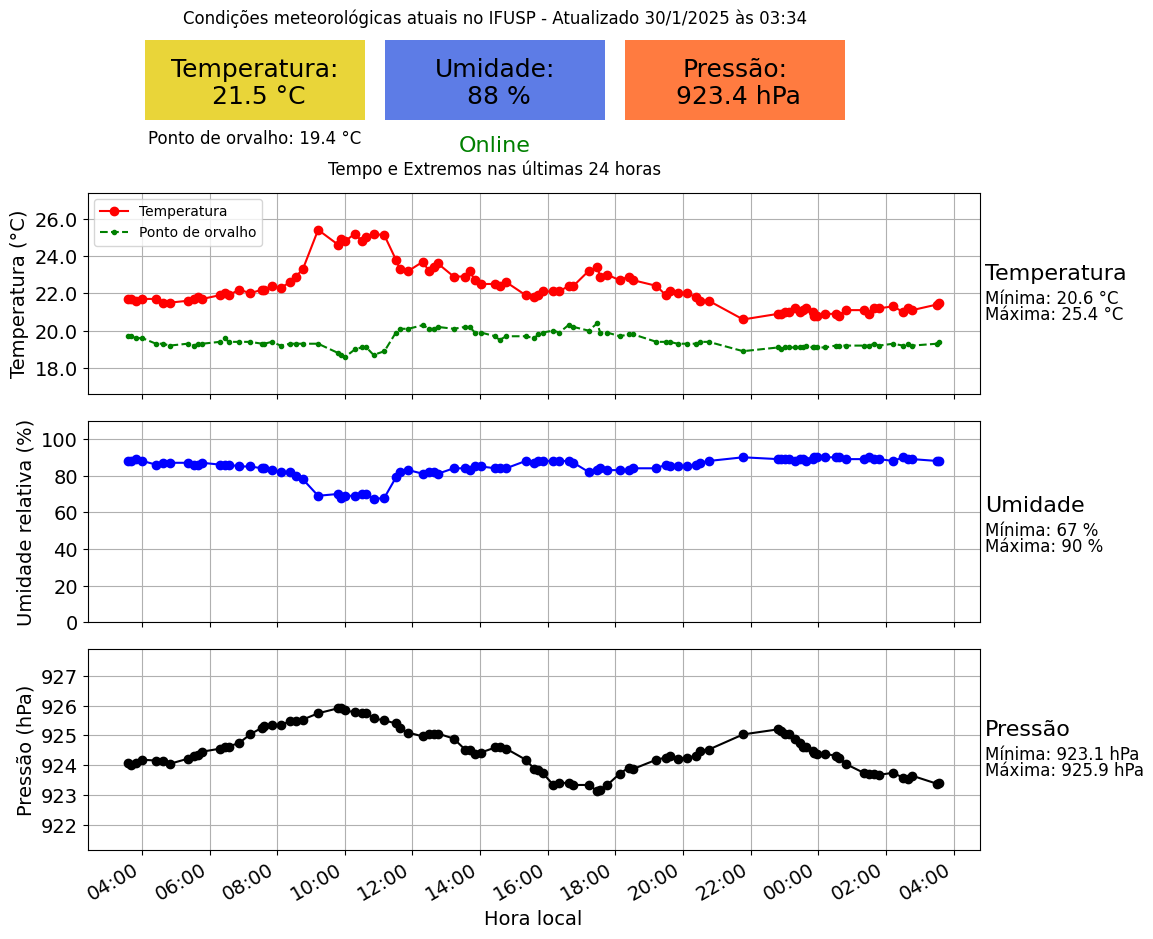 Condições meteorológicas atuais no IFUSP - Atualizado 30/1/2025 às 03:34
Temperatura:
21.5 °C
Umidade:
88 %
Pressão:
923.4 hPa
Ponto de orvalho: 19.4 °C
Online
Tempo e Extremos nas últimas 24 horas
Temperatura (°C)
26.0
24.0
22.0
20.0
18.0
Temperatura
Ponto de orvalho
Temperatura
Mínima: 20.6 °C
Máxima: 25.4 °C
Umidade relativa (%)
100
80
60
40
20
0
Umidade
Mínima: 67 %
Máxima: 90 %
Pressão (hPa)
927
926
925
924
923
922
Pressão
Mínima: 923.1 hPa
Máxima: 925.9 hPa
04:00 06:00 08:00 10:00 12:00 14:00 16:00 18:00 20:00 22:00 00:00 02:00 04:00
Hora local